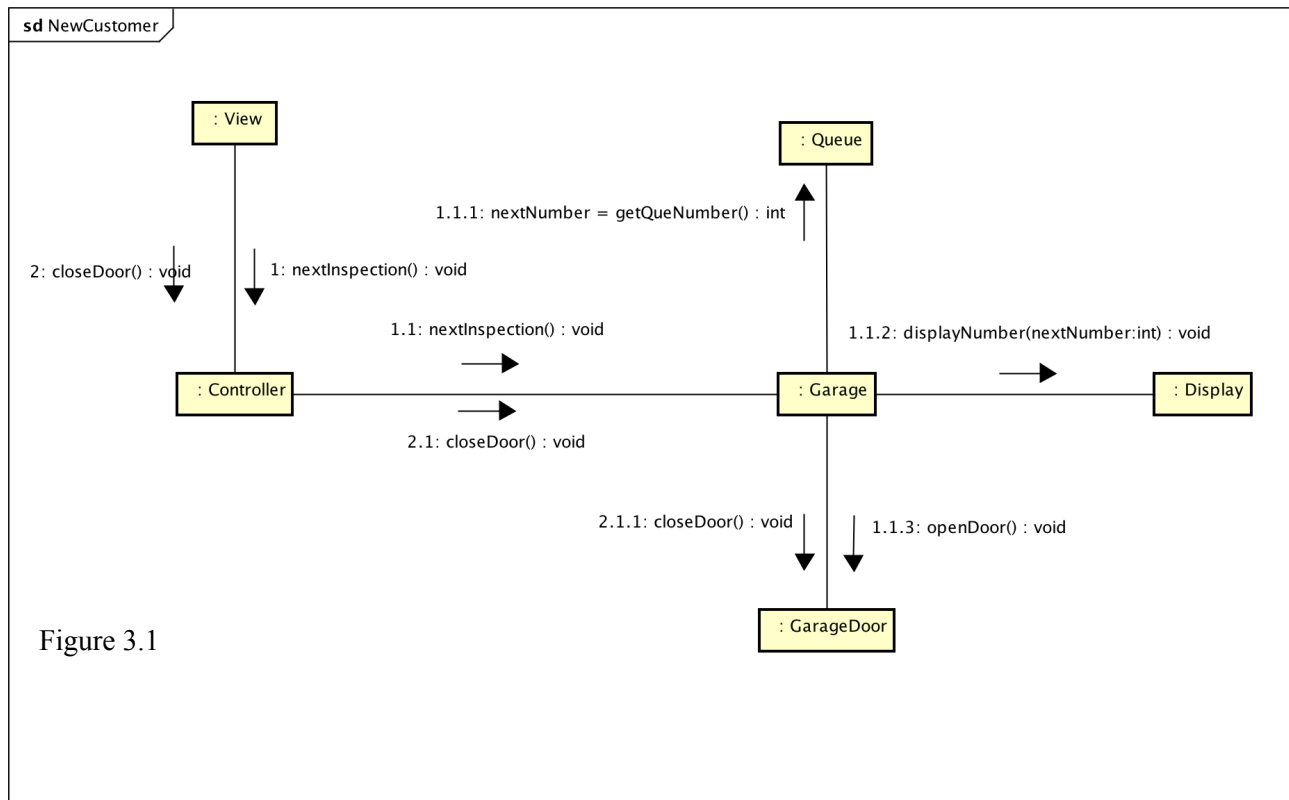 sd NewCustomer
: View
: Queue
1.1.1: nextNumber = getQueNumber() : int
2: closeDoor() : void
1: nextInspection() : void
1.1: nextInspection() : void
1.1.2: displayNumber(nextNumber:int) : void
: Controller
: Garage
: Display
2.1: closeDoor() : void
2.1.1: closeDoor() : void
1.1.3: openDoor() : void
: GarageDoor
Figure 3.1